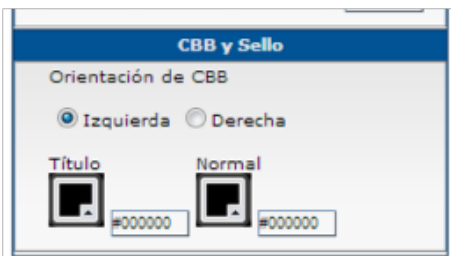 CBB y Sello
Orientación de CBB
Izquierda Derecha
Título Normal
#000000 #000000